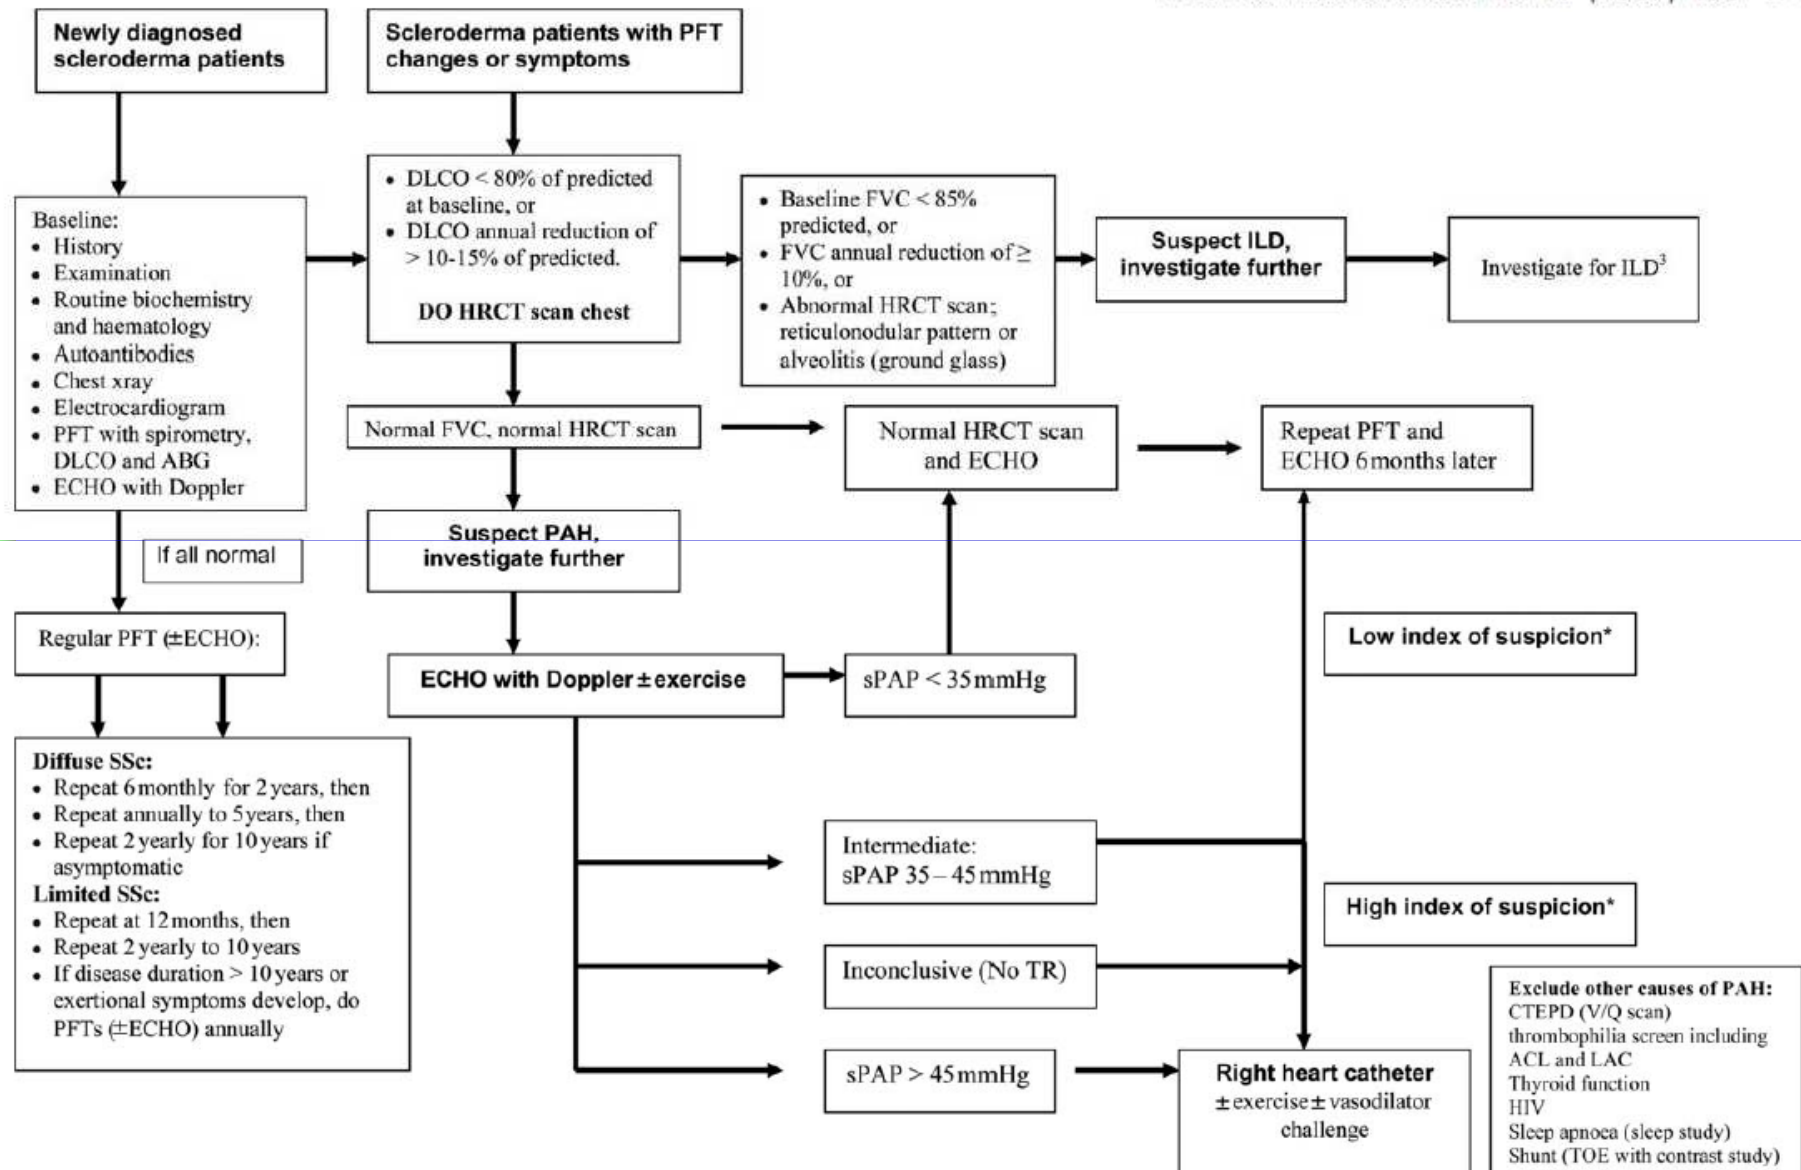 Newly diagnosed
scleroderma patients
Scleroderma patients with PFT
changes or symptoms
Baseline:
• History
• Examination
• Routine biochemistry
and haematology
• Autoantibodies
• Chest xray
• Electrocardiogram
• PFT with spirometry,
DLCO and ABG
• ECHO with Doppler
• DLCO < 80% of predicted
at baseline, or
• DLCO annual reduction of
> 10-15% of predicted.
DO HRCT scan chest
• Baseline FVC < 85%
predicted, or
• FVC annual reduction of ≥
10%, or
• Abnormal HRCT scan;
reticulonodular pattern or
alveolitis (ground glass)
Suspect ILD,
investigate further
Investigate for ILD3
Normal FVC, normal HRCT scan
Normal HRCT scan
and ECHO
Repeat PFT and
ECHO 6 months later
Suspect PAH,
investigate further
If all normal
Regular PFT (±ECHO):
ECHO with Doppler ± exercise
sPAP < 35 mmHg
Low index of suspicion*
Diffuse SSc:
• Repeat 6 monthly for 2 years, then
• Repeat annually to 5 years, then
• Repeat 2 yearly for 10 years if
asymptomatic
Limited SSc:
• Repeat at 12 months, then
• Repeat 2 yearly to 10 years
• If disease duration > 10 years or
exertional symptoms develop, do
PFTs (±ECHO) annually
Intermediate:
sPAP 35 – 45 mmHg
High index of suspicion*
Inconclusive (No TR)
sPAP > 45 mmHg
Right heart catheter
± exercise ± vasodilator
challenge
Exclude other causes of PAH:
CTEPD (V/Q scan)
thrombophilia screen including
ACL and LAC
Thyroid function
HIV
Sleep apnoea (sleep study)
Shunt (TOE with contrast study)